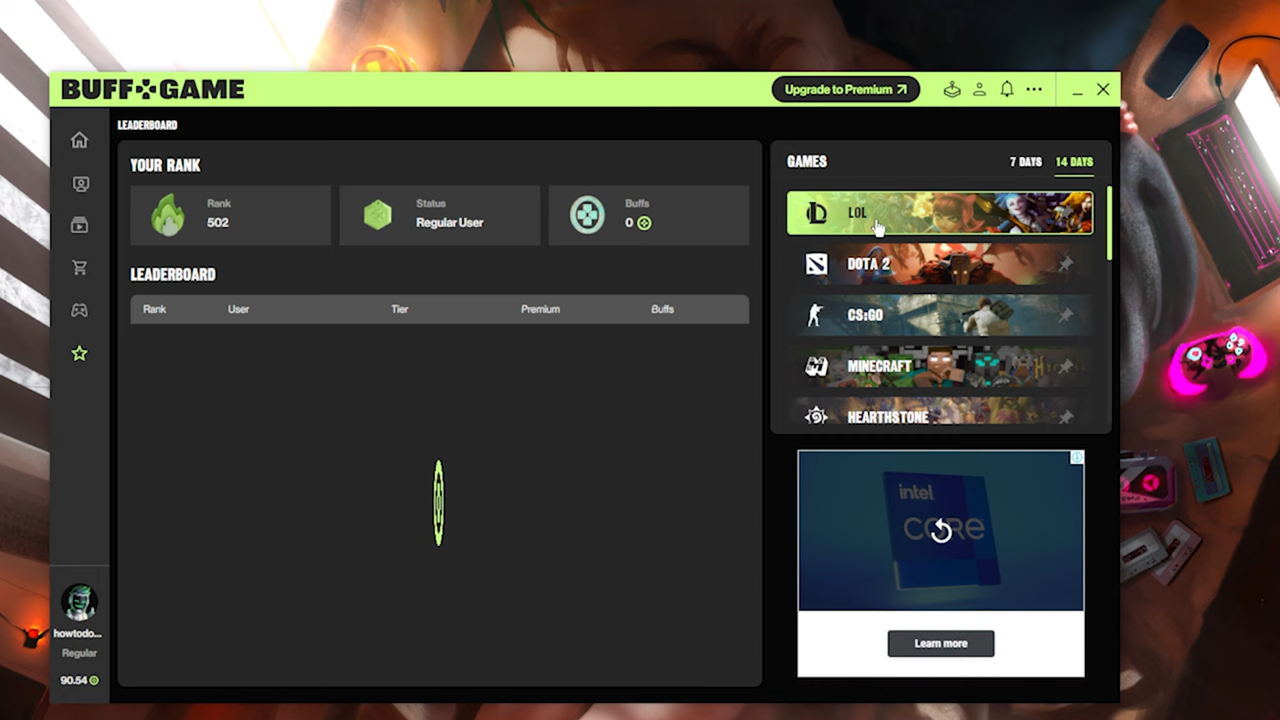 BUFF GAME
Upgrade to Premium
LEADERBOARD
YOUR RANK
Rank
502
Status
Regular User
Buffs
0
LEADERBOARD
Rank User Tier Premium Buffs
GAMES
7 DAYS
14 DAYS
LOL
DOTA 2
CS:GO
MINECRAFT
HEARTHSTONE
intel
CORE
Learn more
howtodo...
Regular
90.54